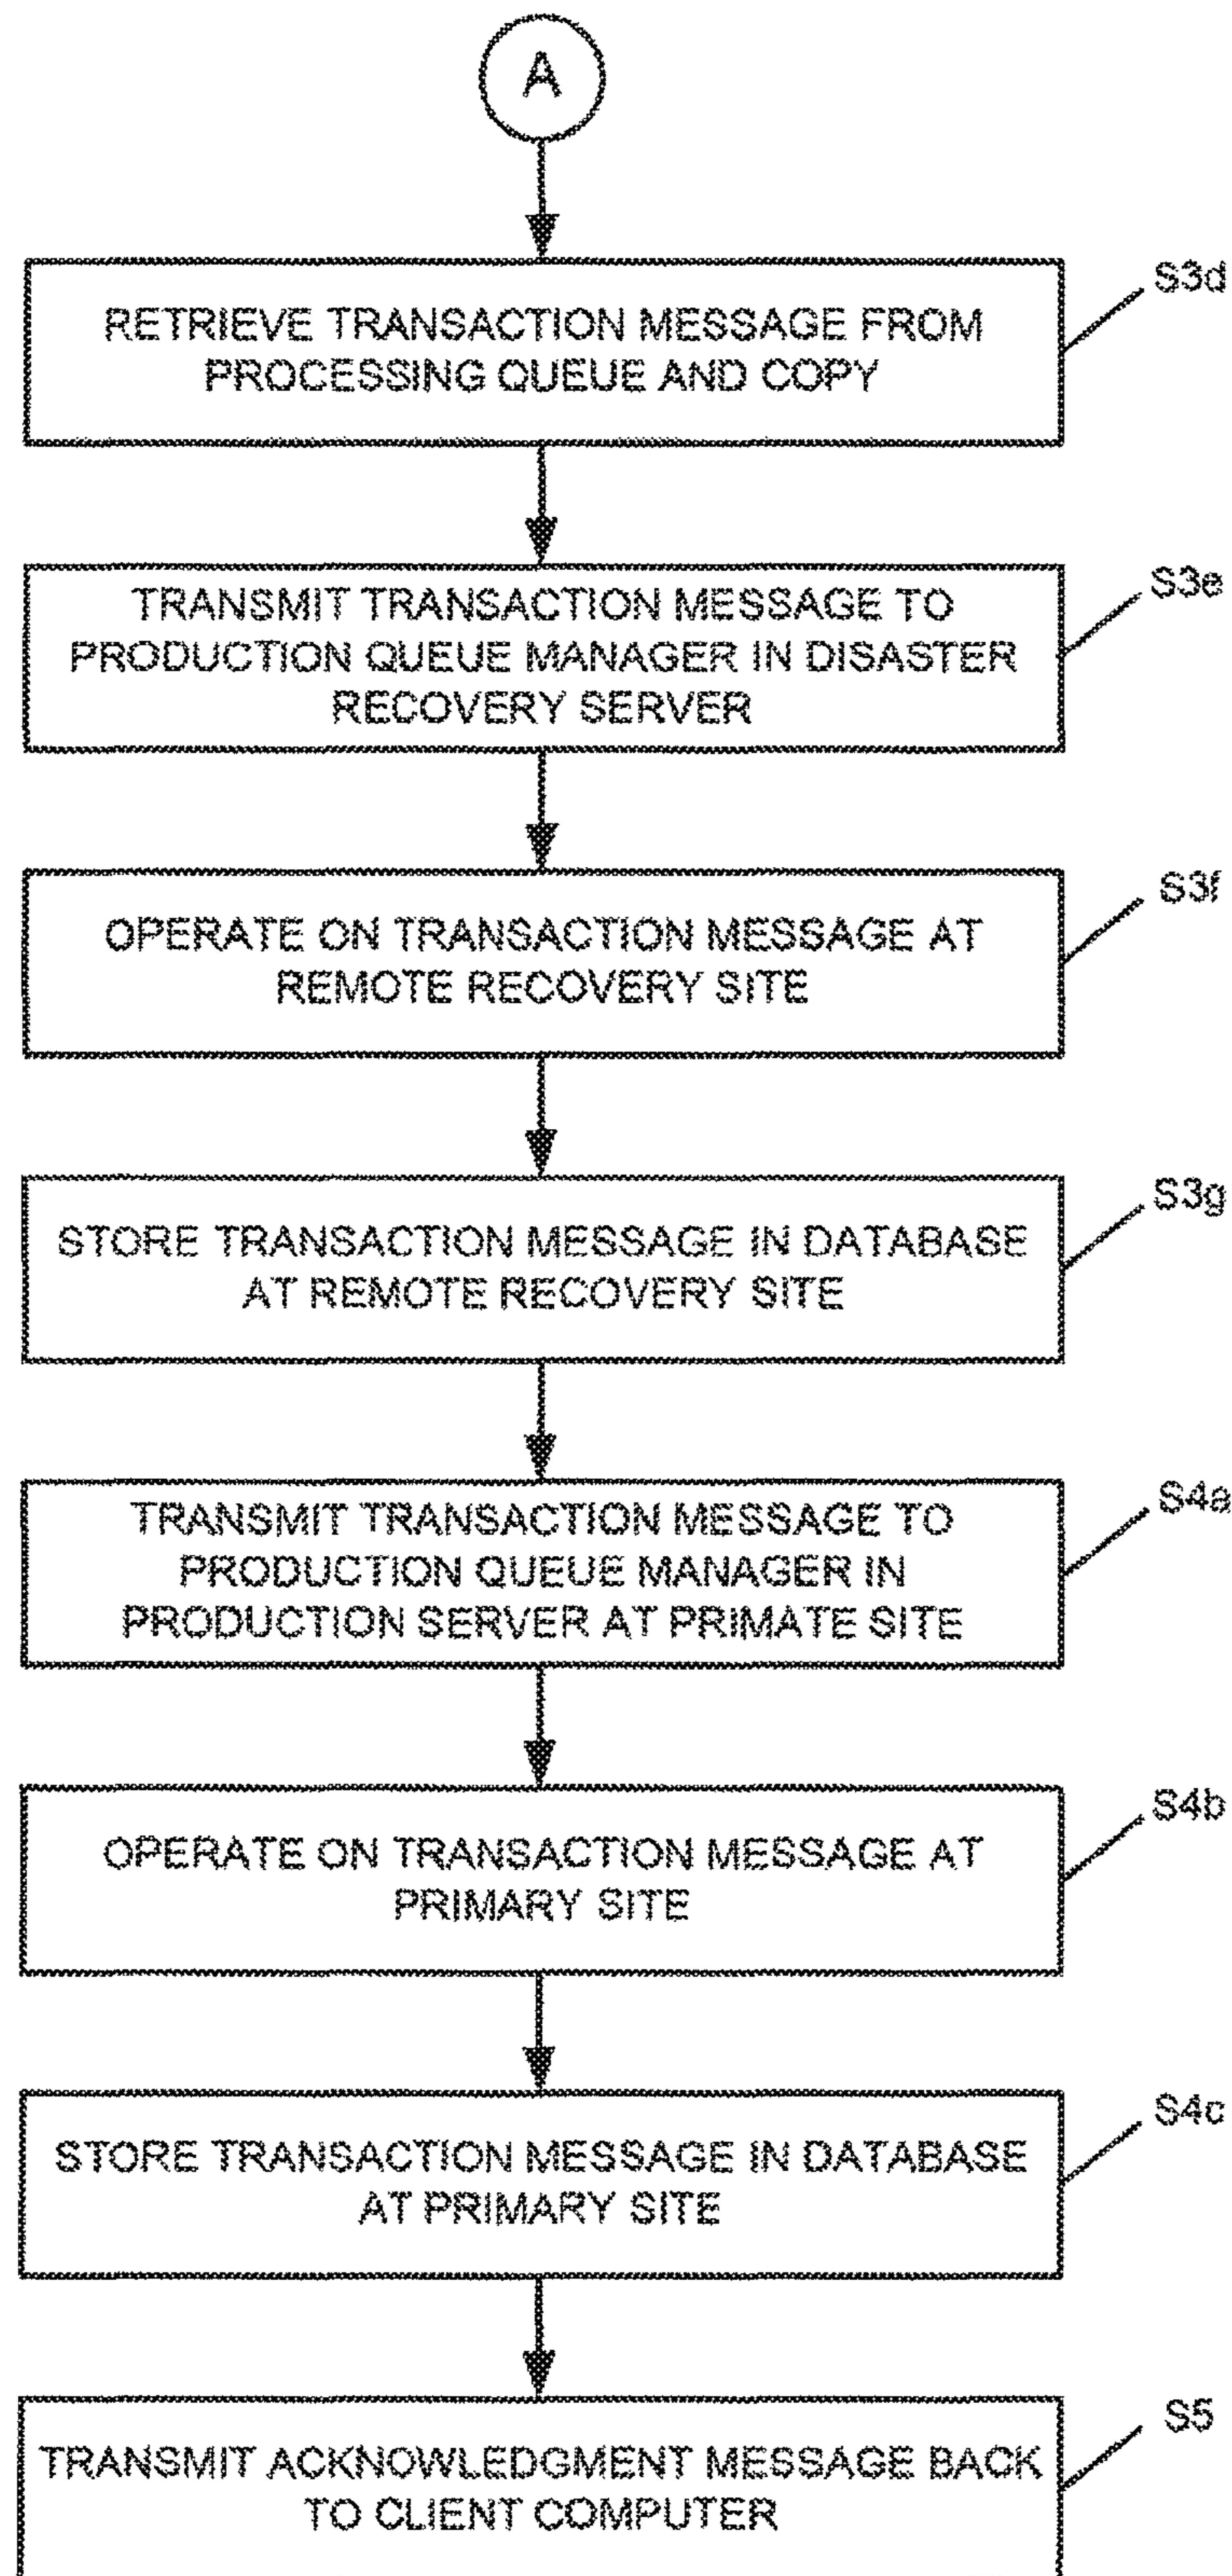 A
RETRIEVE TRANSACTION MESSAGE FROM
PROCESSING QUEUE AND COPY
S3d
TRANSMIT TRANSACTION MESSAGE TO
PRODUCTION QUEUE MANAGER IN DISASTER
RECOVERY SERVER
S3e
OPERATE ON TRANSACTION MESSAGE AT
REMOTE RECOVERY SITE
S3f
STORE TRANSACTION MESSAGE IN DATABASE
AT REMOTE RECOVERY SITE
S3g
TRANSMIT TRANSACTION MESSAGE TO
PRODUCTION QUEUE MANAGER IN
PRODUCTION SERVER AT PRIMATE SITE
S4a
OPERATE ON TRANSACTION MESSAGE AT
PRIMARY SITE
S4b
STORE TRANSACTION MESSAGE IN DATABASE
AT PRIMARY SITE
S4c
TRANSMIT ACKNOWLEDGMENT MESSAGE BACK
TO CLIENT COMPUTER
S5